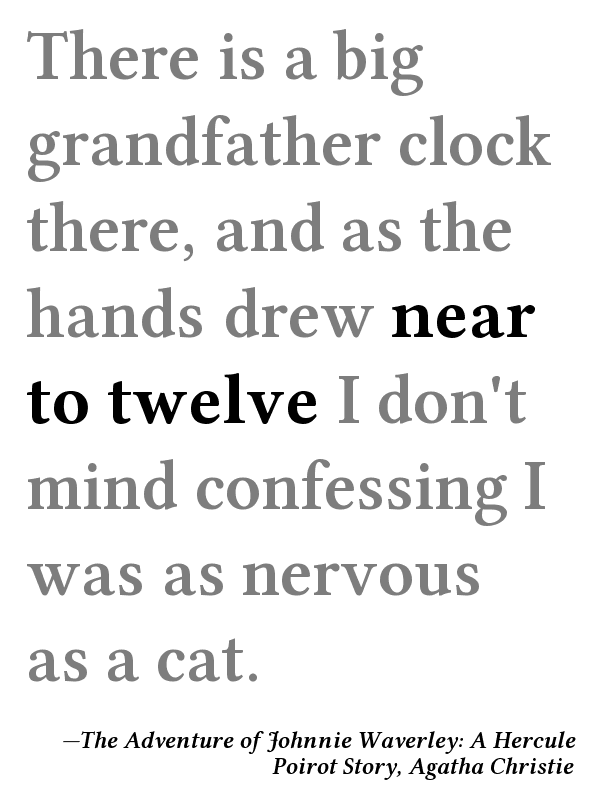 There is a big
grandfather clock
there, and as the
hands drew near
to twelve I don't
mind confessing I
was as nervous
as a cat.
—The Adventure of Johnnie Waverley: A Hercule
Poirot Story, Agatha Christie